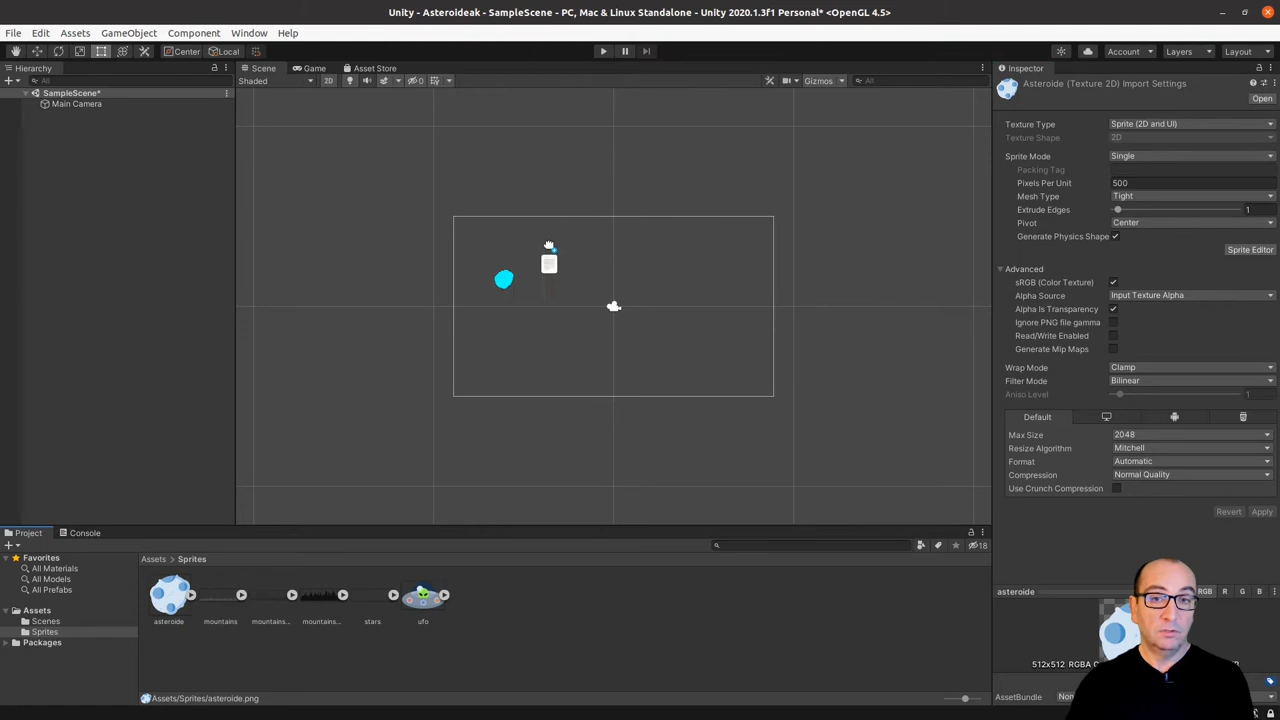 Unity - Asteroideak - SampleScene - PC, Mac & Linux Standalone - Unity 2020.1.3f1 Personal* <OpenGL 4.5>
File Edit Assets GameObject Component Window Help
Center Local Account Layers Layout
Hierarchy
All
SampleScene*
Main Camera
Scene Game Asset Store
Shaded 2D 0 Gizmos All
Inspector
Asteroide (Texture 2D) Import Settings
Open
Texture Type Sprite (2D and UI)
Texture Shape 2D
Sprite Mode Single
Packing Tag
Pixels Per Unit 500
Mesh Type Tight
Extrude Edges 1
Pivot Center
Generate Physics Shape
Sprite Editor
Advanced
sRGB (Color Texture)
Alpha Source Input Texture Alpha
Alpha Is Transparency
Ignore PNG file gamma
Read/Write Enabled
Generate Mip Maps
Wrap Mode Clamp
Filter Mode Bilinear
Aniso Level 1
Default
Max Size 2048
Resize Algorithm Mitchell
Format Automatic
Compression Normal Quality
Use Crunch Compression
Revert Apply
Project Console
18
Favorites
All Materials
All Models
All Prefabs
Assets
Scenes
Sprites
Packages
Assets Sprites
asteroide mountains mountains... mountains... stars ufo
Assets/Sprites/asteroide.png
asteroide RGB R G B
512x512 RGBA
AssetBundle